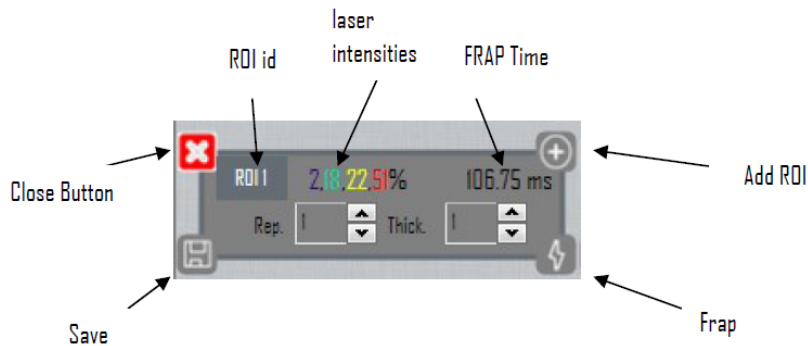 laser
intensities
ROI id
FRAP Time
Close Button
ROI 1
2,18,22,51%
106.75 ms
Add ROI
Rep. 1
Thick. 1
Save
Frap